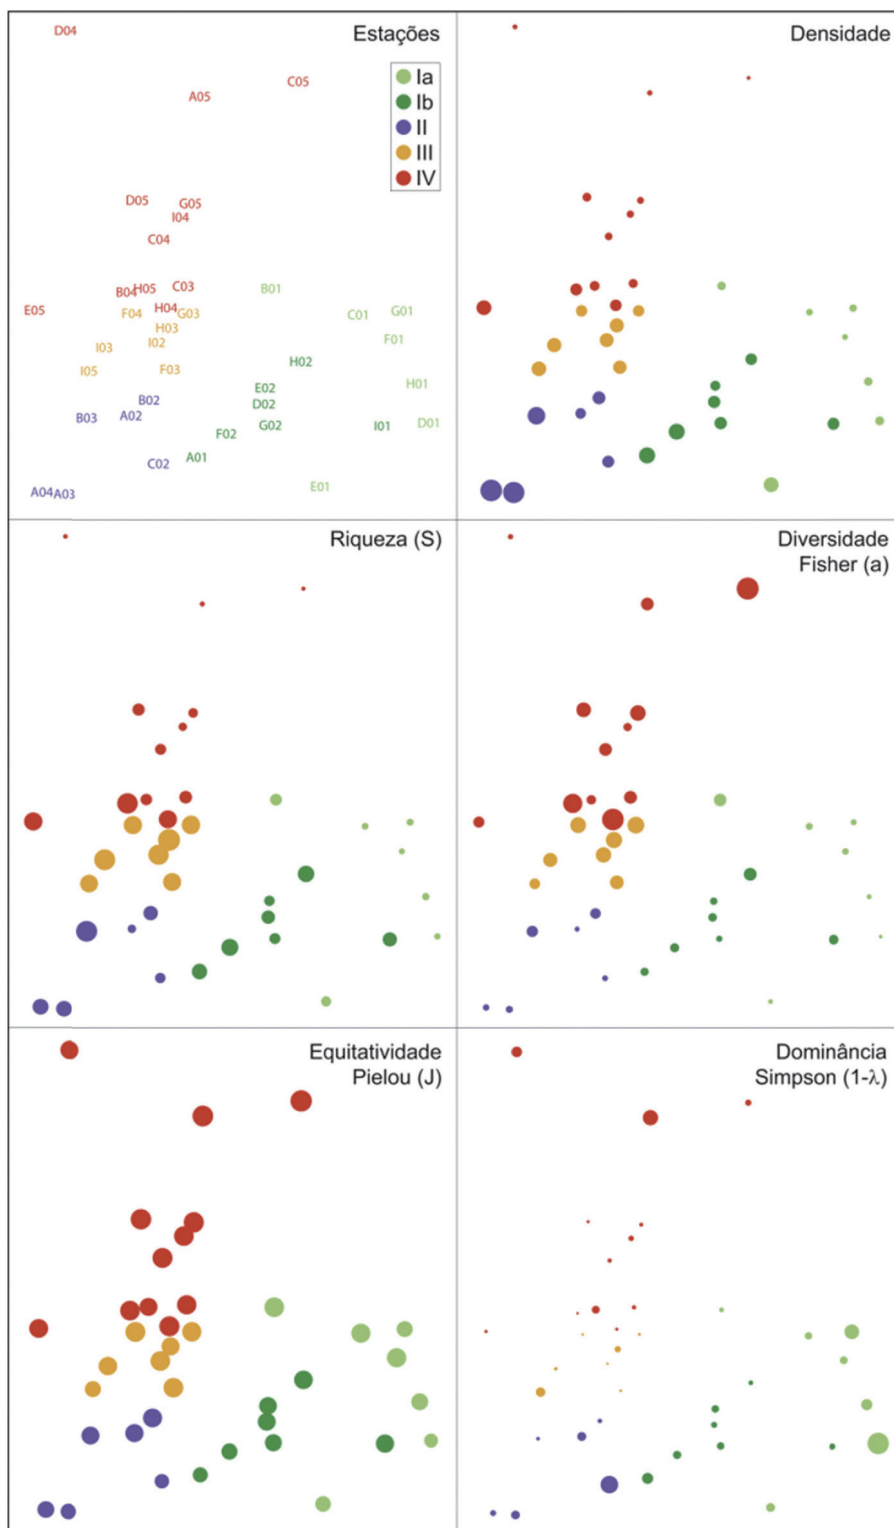 Estações
Densidade
D04
C05
A05
Ia
Ib
II
III
IV
D05
G05
I04
C04
B04
H05
C03
B01
E05
H04
F04
G03
C01
G01
H03
I03
I02
F01
H02
I05
F03
E02
H01
B02
D02
B03
A02
G02
I01
D01
F02
C02
A01
A04
A03
E01
Riqueza (S)
Diversidade
Fisher (a)
Equitatividade
Pielou (J)
Dominância
Simpson (1-λ)